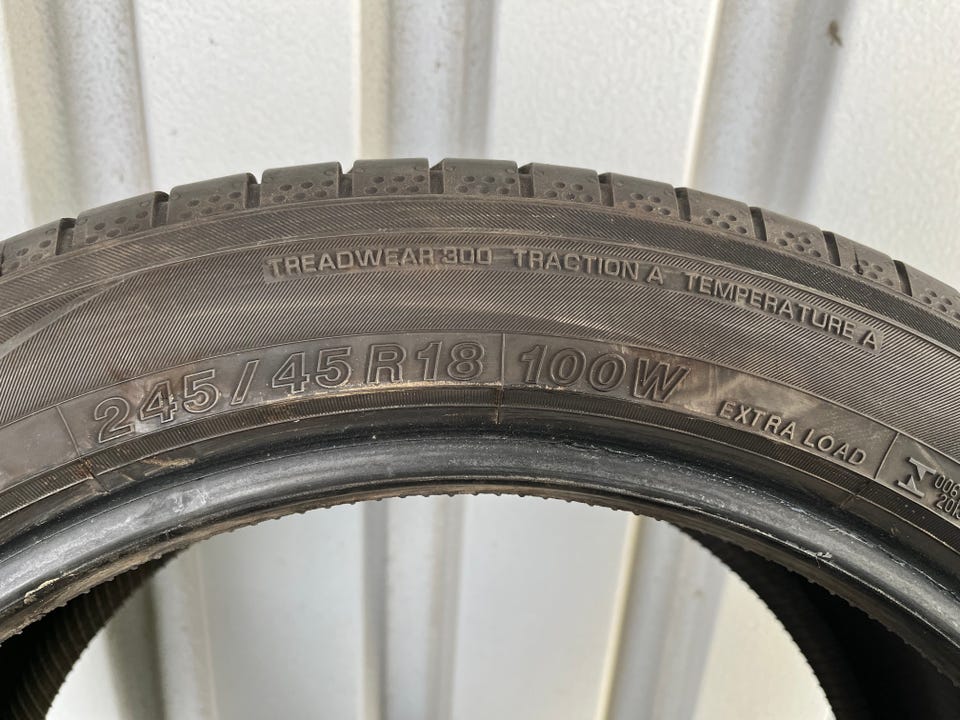 TREADWEAR 300 TRACTION A TEMPERATURE A
245/45R18 100W EXTRA LOAD